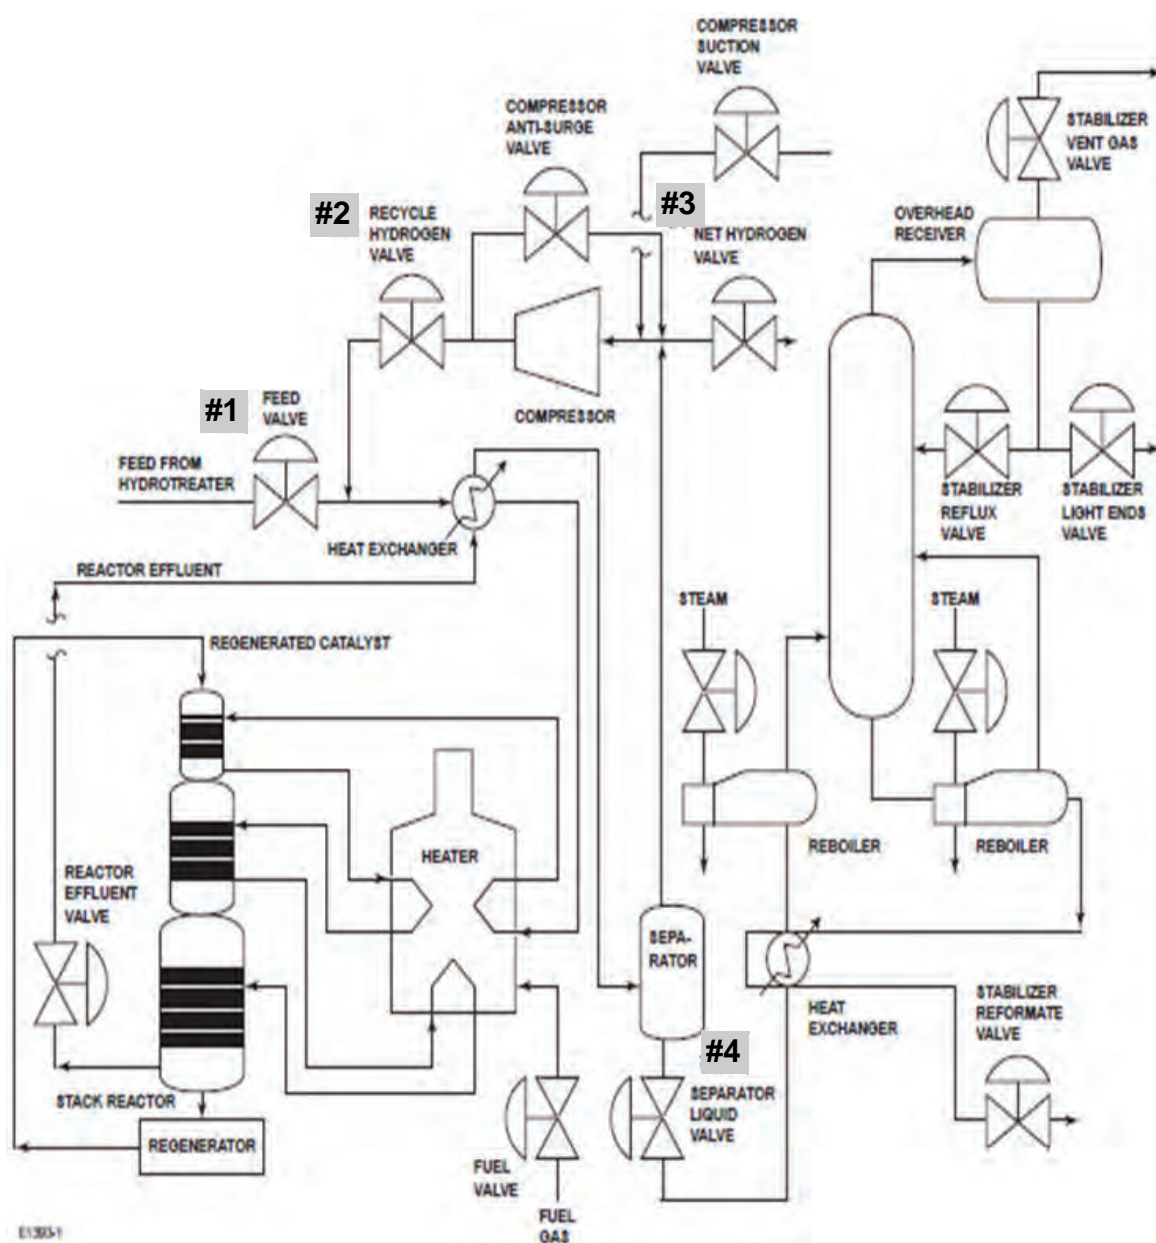 COMPRESSOR
SUCTION
VALVE
COMPRESSOR
ANTI-SURGE
VALVE
STABILIZER
VENT GAS
VALVE
#2
RECYCLE
HYDROGEN
VALVE
#3
NET HYDROGEN
VALVE
OVERHEAD
RECEIVER
#1
FEED
VALVE
COMPRESSOR
FEED FROM
HYDROTREATER
HEAT EXCHANGER
STABILIZER
REFLUX
VALVE
STABILIZER
LIGHT ENDS
VALVE
REACTOR EFFLUENT
STEAM
STEAM
REGENERATED CATALYST
HEATER
REBOILER
REBOILER
REACTOR
EFFLUENT
VALVE
SEPA-
RATOR
HEAT
EXCHANGER
STABILIZER
REFORMATE
VALVE
#4
SEPARATOR
LIQUID
VALVE
STACK REACTOR
REGENERATOR
FUEL
VALVE
FUEL
GAS
E1393-1